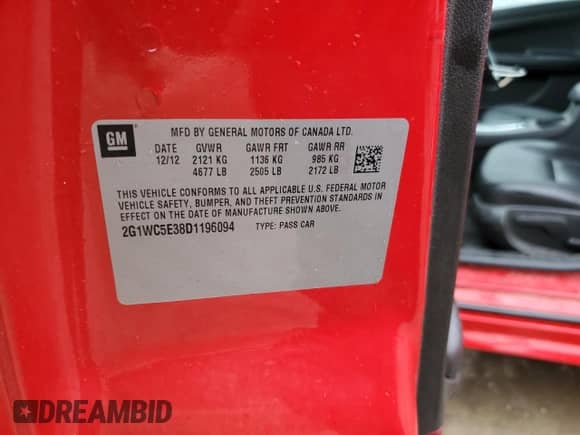 GM
MFD BY GENERAL MOTORS OF CANADA LTD.
DATE GVWR GAWR FRT GAWR RR
12/12 2121 KG 1136 KG 985 KG
4677 LB 2505 LB 2172 LB
THIS VEHICLE CONFORMS TO ALL APPLICABLE U.S. FEDERAL MOTOR
VEHICLE SAFETY, BUMPER, AND THEFT PREVENTION STANDARDS IN
EFFECT ON THE DATE OF MANUFACTURE SHOWN ABOVE.
2G1WC5E38D1196094 TYPE: PASS CAR
DREAMBID